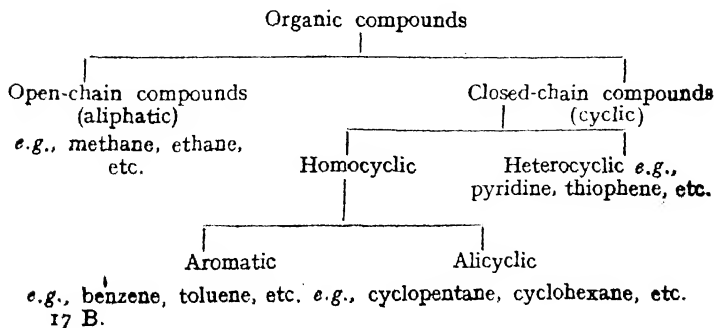 Organic compounds
Open-chain compounds Closed-chain compounds
(aliphatic) (cyclic)
e.g., methane, ethane,
etc. Homocyclic Heterocyclic e.g.,
pyridine, thiophene, etc.
Aromatic Alicyclic
e.g., benzene, toluene, etc. e.g., cyclopentane, cyclohexane, etc.
17 B.